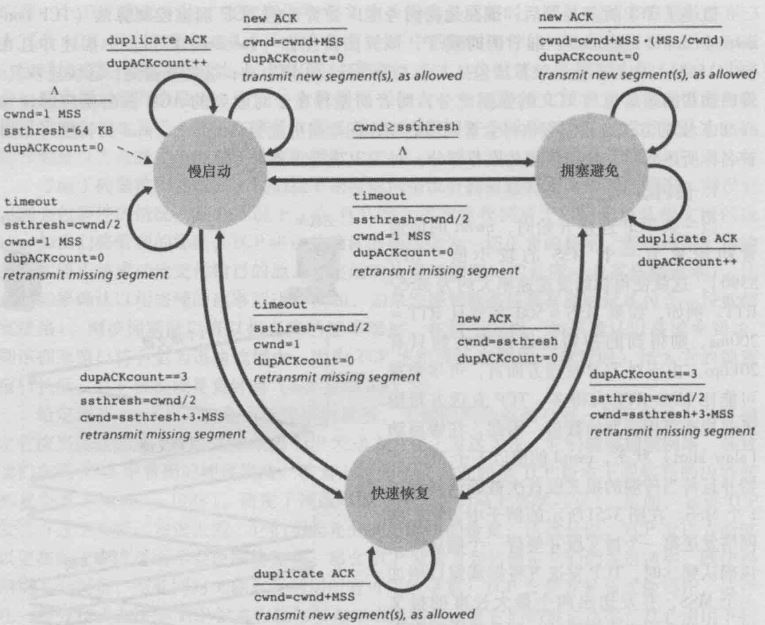 duplicate ACK
dupACKcount++
new ACK
cwnd=cwnd+MSS
dupACKcount=0
transmit new segment(s), as allowed
new ACK
cwnd=cwnd+MSS·(MSS/cwnd)
dupACKcount=0
transmit new segment(s), as allowed
Λ
cwnd=1 MSS
ssthresh=64 KB
dupACKcount=0
cwnd≥ssthresh
Λ
慢启动
拥塞避免
timeout
ssthresh=cwnd/2
cwnd=1 MSS
dupACKcount=0
retransmit missing segment
timeout
ssthresh=cwnd/2
cwnd=1 MSS
dupACKcount=0
retransmit missing segment
duplicate ACK
dupACKcount++
timeout
ssthresh=cwnd/2
cwnd=1
dupACKcount=0
retransmit missing segment
new ACK
cwnd=ssthresh
dupACKcount=0
dupACKcount==3
ssthresh=cwnd/2
cwnd=ssthresh+3·MSS
retransmit missing segment
dupACKcount==3
ssthresh=cwnd/2
cwnd=ssthresh+3·MSS
retransmit missing segment
快速恢复
duplicate ACK
cwnd=cwnd+MSS
transmit new segment(s), as allowed